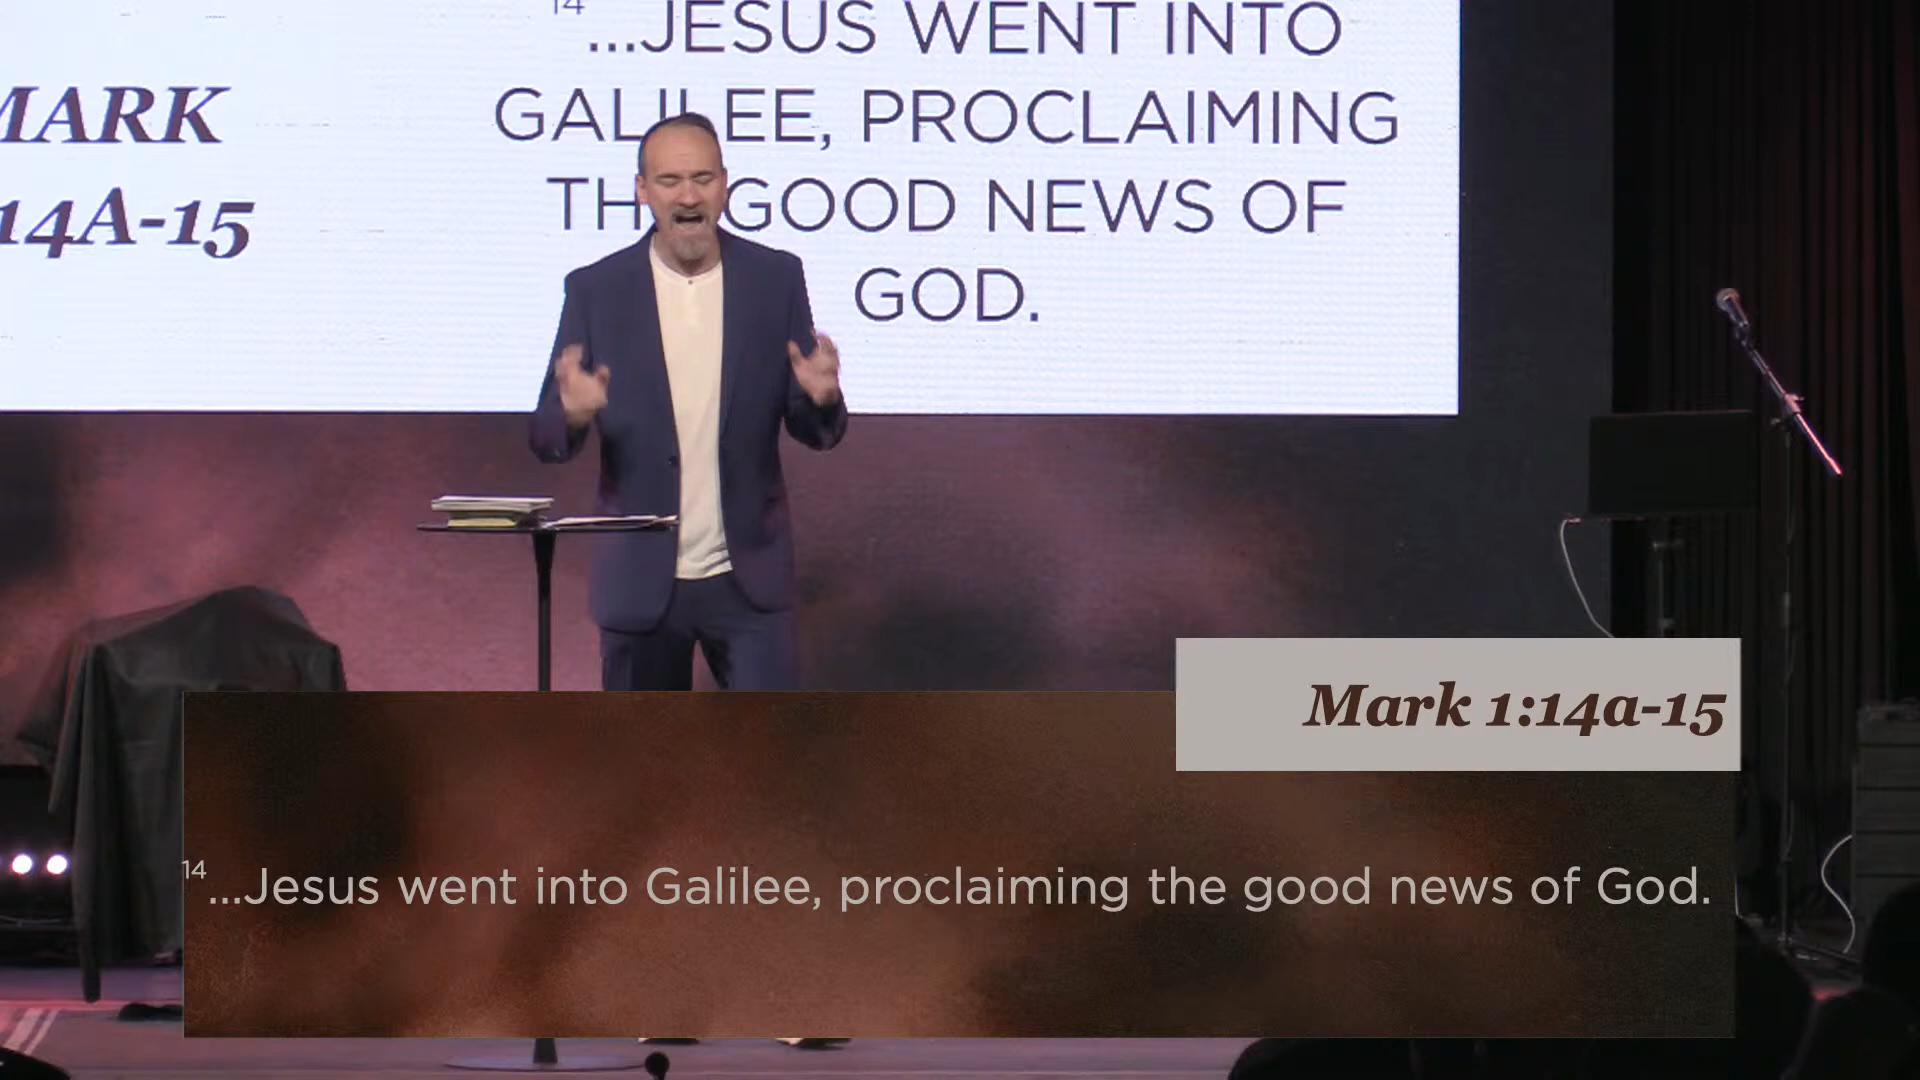 14
...JESUS WENT INTO
GALILEE, PROCLAIMING
THE GOOD NEWS OF
GOD.
MARK
14A-15
Mark 1:14a-15
14...Jesus went into Galilee, proclaiming the good news of God.